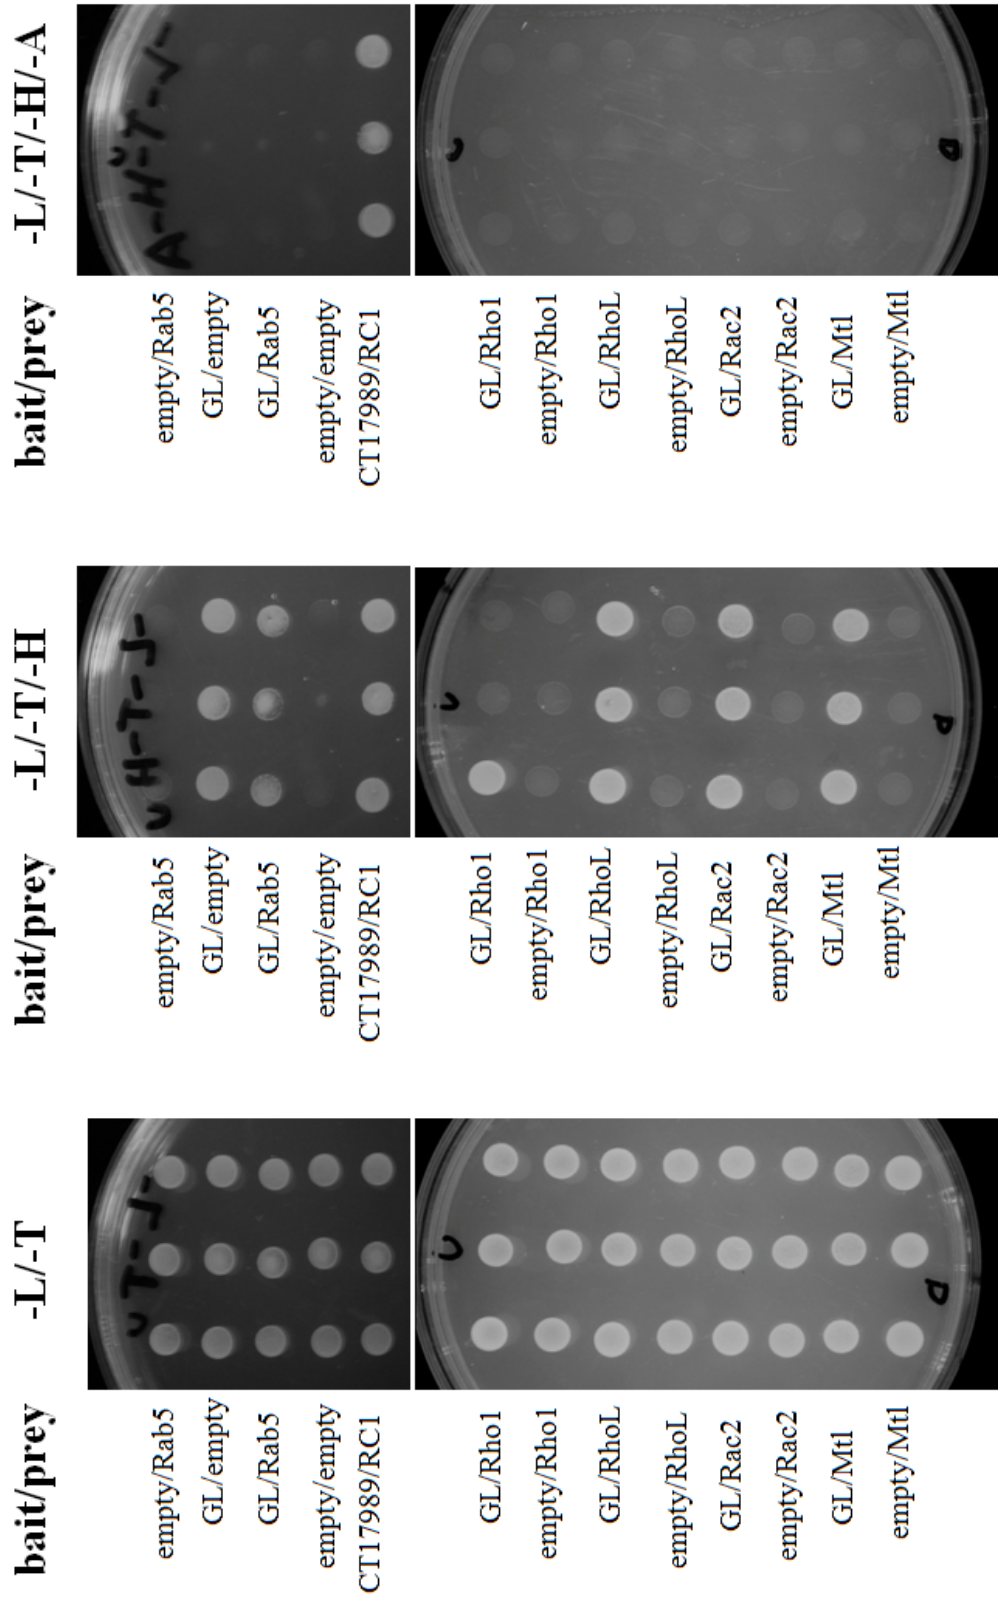 bait/prey -L/-T bait/prey -L/-T/-H bait/prey -L/-T/-H/-A
empty/Rab5 empty/Rab5 empty/Rab5
GL/empty GL/empty GL/empty
GL/Rab5 GL/Rab5 GL/Rab5
empty/empty empty/empty empty/empty
CT17989/RC1 CT17989/RC1 CT17989/RC1
GL/Rho1 GL/Rho1 GL/Rho1
empty/Rho1 empty/Rho1 empty/Rho1
GL/RhoL GL/RhoL GL/RhoL
empty/RhoL empty/RhoL empty/RhoL
GL/Rac2 GL/Rac2 GL/Rac2
empty/Rac2 empty/Rac2 empty/Rac2
GL/Mtl GL/Mtl GL/Mtl
empty/Mtl empty/Mtl empty/Mtl